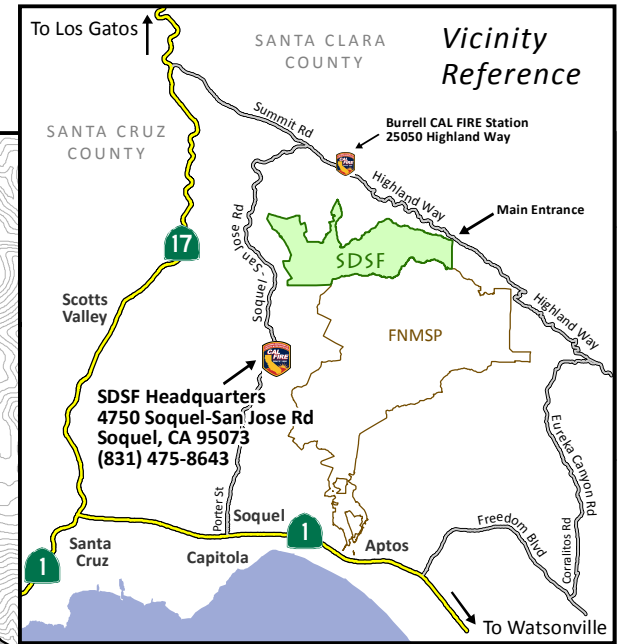 To Los Gatos
SANTA CLARA
COUNTY
Vicinity
Reference
Summit Rd
Burrell CAL FIRE Station
25050 Highland Way
SANTA CRUZ
COUNTY
Highland Way
Main Entrance
17
Soquel - San Jose Rd
SDSF
Scotts
Valley
Highland Way
FNMSP
CAL
FIRE
SDSF Headquarters
4750 Soquel-San Jose Rd
Soquel, CA 95073
(831) 475-8643
Eureka Canyon Rd
Porter St
Soquel
1
Freedom Blvd
Corralitos Rd
Santa
Cruz
Capitola
Aptos
1
To Watsonville